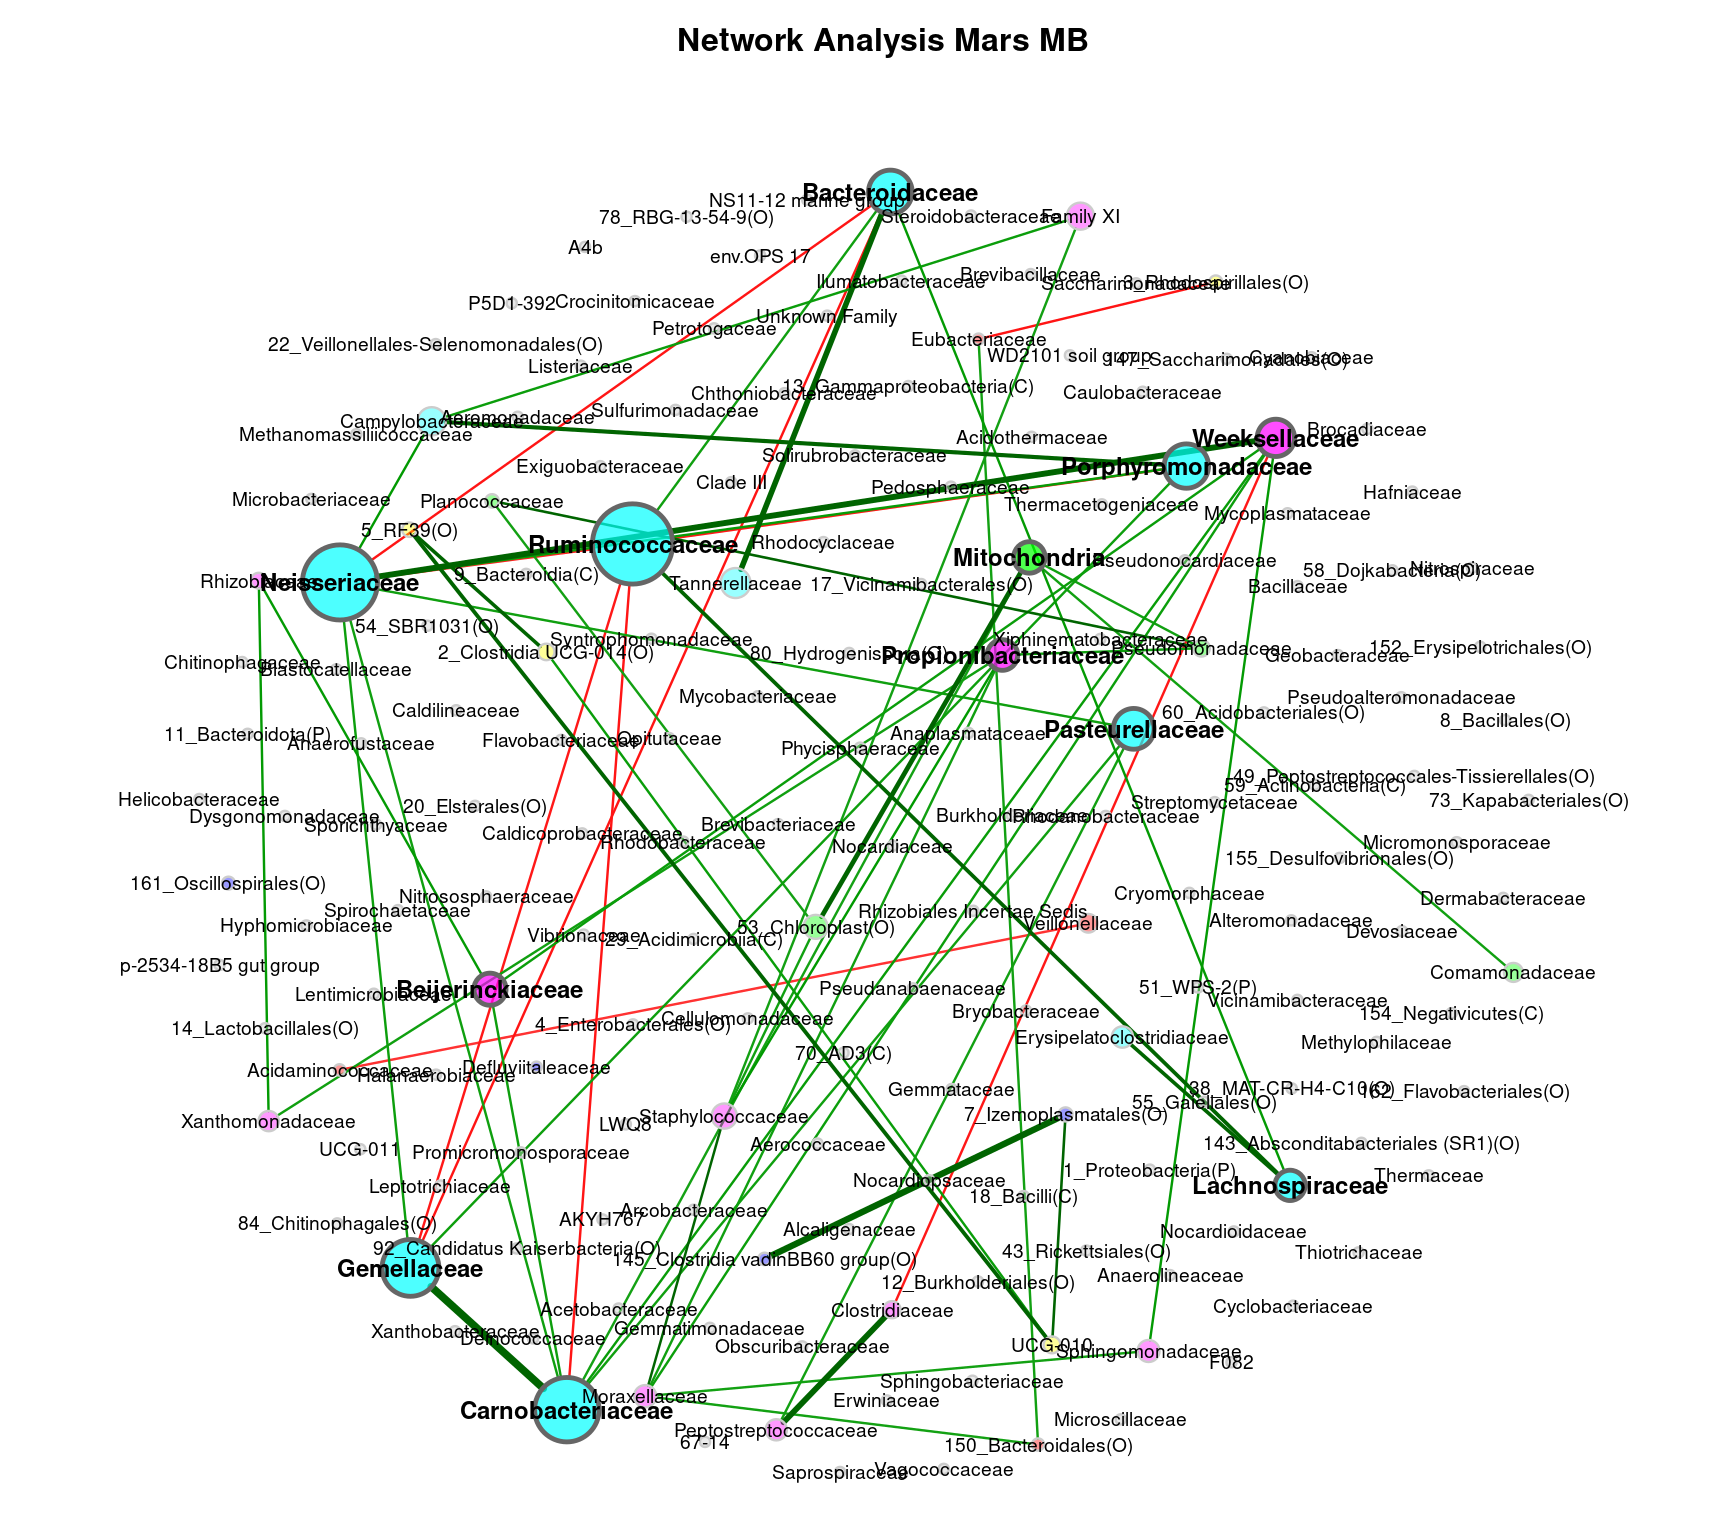 Network Analysis Mars MB
Bacteroidaceae
NS11-12 marine group
78_RBG-13-54-9(O)
Steroidobacteraceae
Family XI
A4b
env.OPS 17
Ilumatobacteraceae
Brevibacillaceae
Saccharimonadaceae
3_Rhodospirillales(O)
P5D1-392
Crocinitomicaceae
Unknown Family
Petrotogaceae
Eubacteriaceae
22_Veillonellales-Selenomonadales(O)
WD2101 soil group
147_Saccharimonadales(O)
Cyanobiaceae
Listeriaceae
Chthoniobacteraceae
13_Gammaproteobacteria(C)
Caulobacteraceae
Sulfurimonadaceae
Campylobacteraceae
Aeromonadaceae
Methanomassiliicoccaceae
Acidothermaceae
Weeksellaceae
Brocadiaceae
Solirubrobacteraceae
Exiguobacteraceae
Porphyromonadaceae
Clade III
Pedosphaeraceae
Hafniaceae
Microbacteriaceae
Planococcaceae
Thermacetogeniaceae
Mycoplasmataceae
5_RF39(O)
Ruminococcaceae
Rhodocyclaceae
Mitochondria
Pseudonocardiaceae
58_Dojkabacteria(O)
Nitrospiraceae
Rhizobiaceae
Neisseriaceae
9_Bacteroidia(C)
Tannerellaceae
17_Vicinamibacterales(O)
Bacillaceae
54_SBR1031(O)
Syntrophomonadaceae
Xiphinematobacteraceae
2_Clostridia UCG-014(O)
80_Hydrogenispora(O)
Propionibacteriaceae
Pseudomonadaceae
Geobacteraceae
152_Erysipelotrichales(O)
Chitinophagaceae
Blastocatellaceae
Mycobacteriaceae
Pseudoalteromonadaceae
Caldilineaceae
60_Acidobacteriales(O)
8_Bacillales(O)
11_Bacteroidota(P)
Anaerofustaceae
Flavobacteriaceae
Opitutaceae
Phycisphaeraceae
Anaplasmataceae
Pasteurellaceae
49_Peptostreptococcales-Tissierellales(O)
59_Actinobacteria(C)
Helicobacteraceae
Dysgonomonadaceae
Sporichthyaceae
20_Elsterales(O)
Streptomycetaceae
73_Kapabacteriales(O)
Burkholderiaceae
Rhodanobacteraceae
Caldicoprobacteraceae
Rhodobacteraceae
Brevibacteriaceae
Nocardiaceae
Micromonosporaceae
155_Desulfovibrionales(O)
161_Oscillospirales(O)
Nitrososphaeraceae
Cryomorphaceae
Dermabacteraceae
Spirochaetaceae
Hyphomicrobiaceae
Rhizobiales Incertae Sedis
Veillonellaceae
Alteromonadaceae
Devosiaceae
Vibrionaceae
29_Acidimicrobiia(C)
53_Chloroplast(O)
p-2534-18B5 gut group
Comamonadaceae
Beijerinckiaceae
Lentimicrobiaceae
Pseudanabaenaceae
51_WPS-2(P)
Vicinamibacteraceae
154_Negativicutes(C)
14_Lactobacillales(O)
4_Enterobacterales(O)
Cellulomonadaceae
Bryobacteraceae
Erysipelatoclostridiaceae
Methylophilaceae
70_AD3(C)
Acidaminococcaceae
Halanaerobiaceae
Defluviitaleaceae
Gemmataceae
38_MAT-CR-H4-C10(O)
162_Flavobacteriales(O)
55_Gaiellales(O)
Xanthomonadaceae
LWQ8
Staphylococcaceae
7_Izemoplasmatales(O)
UCG-011
Promicromonosporaceae
Aerococcaceae
143_Absconditabacteriales (SR1)(O)
Leptotrichiaceae
Nocardiopsaceae
1_Proteobacteria(P)
Lachnospiraceae
Thermaceae
18_Bacilli(C)
84_Chitinophagales(O)
AKYH767
Arcobacteraceae
Alcaligenaceae
Nocardioidaceae
92_Candidatus Kaiserbacteria(O)
145_Clostridia vadinBB60 group(O)
43_Rickettsiales(O)
Thiotrichaceae
Gemellaceae
12_Burkholderiales(O)
Anaerolineaceae
Acetobacteraceae
Clostridiaceae
Cyclobacteriaceae
Xanthobacteraceae
Deinococcaceae
Gemmatimonadaceae
Obscuribacteraceae
UCG-010
Sphingomonadaceae
F082
Sphingobacteriaceae
Moraxellaceae
Erwiniaceae
Carnobacteriaceae
Microscillaceae
Peptostreptococcaceae
67-14
150_Bacteroidales(O)
Saprospiraceae
Vagococcaceae